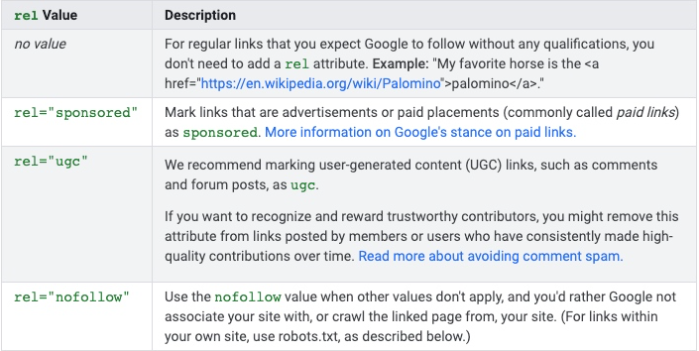 rel Value Description
no value For regular links that you expect Google to follow without any qualifications, you
don't need to add a rel attribute. Example: "My favorite horse is the <a
href="https://en.wikipedia.org/wiki/Palomino">palomino</a>."
rel="sponsored" Mark links that are advertisements or paid placements (commonly called paid links)
as sponsored. More information on Google's stance on paid links.
rel="ugc" We recommend marking user-generated content (UGC) links, such as comments
and forum posts, as ugc.
If you want to recognize and reward trustworthy contributors, you might remove this
attribute from links posted by members or users who have consistently made high-
quality contributions over time. Read more about avoiding comment spam.
rel="nofollow" Use the nofollow value when other values don't apply, and you'd rather Google not
associate your site with, or crawl the linked page from, your site. (For links within
your own site, use robots.txt, as described below.)